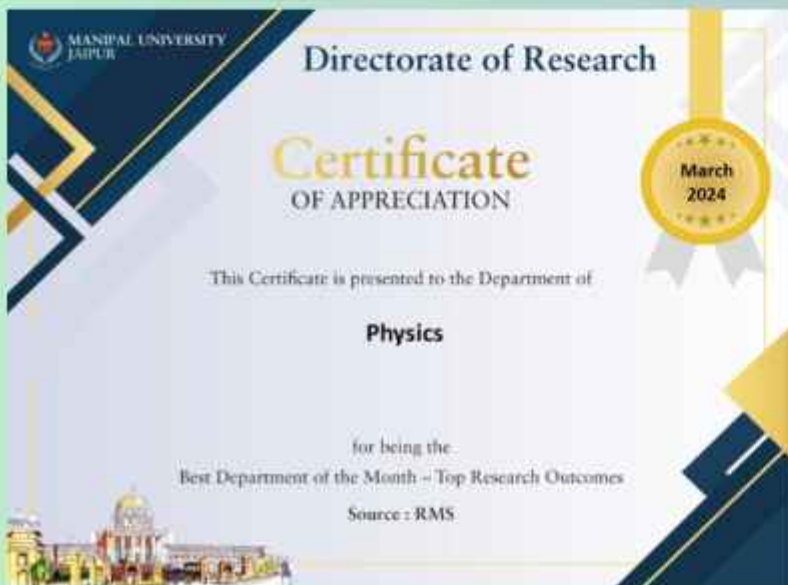 MANIPAL UNIVERSITY
JAIPUR
Directorate of Research
Certificate
OF APPRECIATION
March
2024
This Certificate is presented to the Department of
Physics
for being the
Best Department of the Month – Top Research Outcomes
Source : RMS